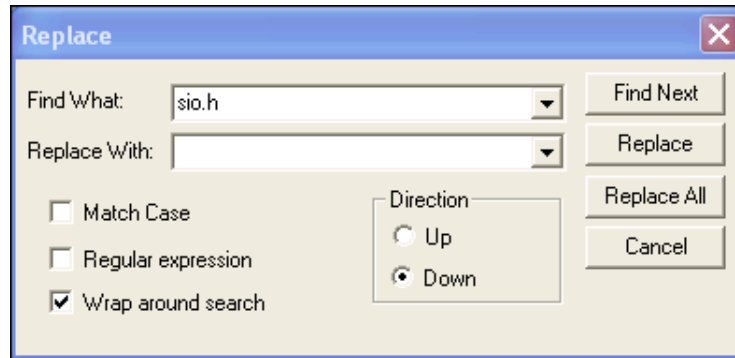 Replace
Find What: sio.h
Replace With:
Match Case
Regular expression
Wrap around search
Direction
Up
Down
Find Next
Replace
Replace All
Cancel